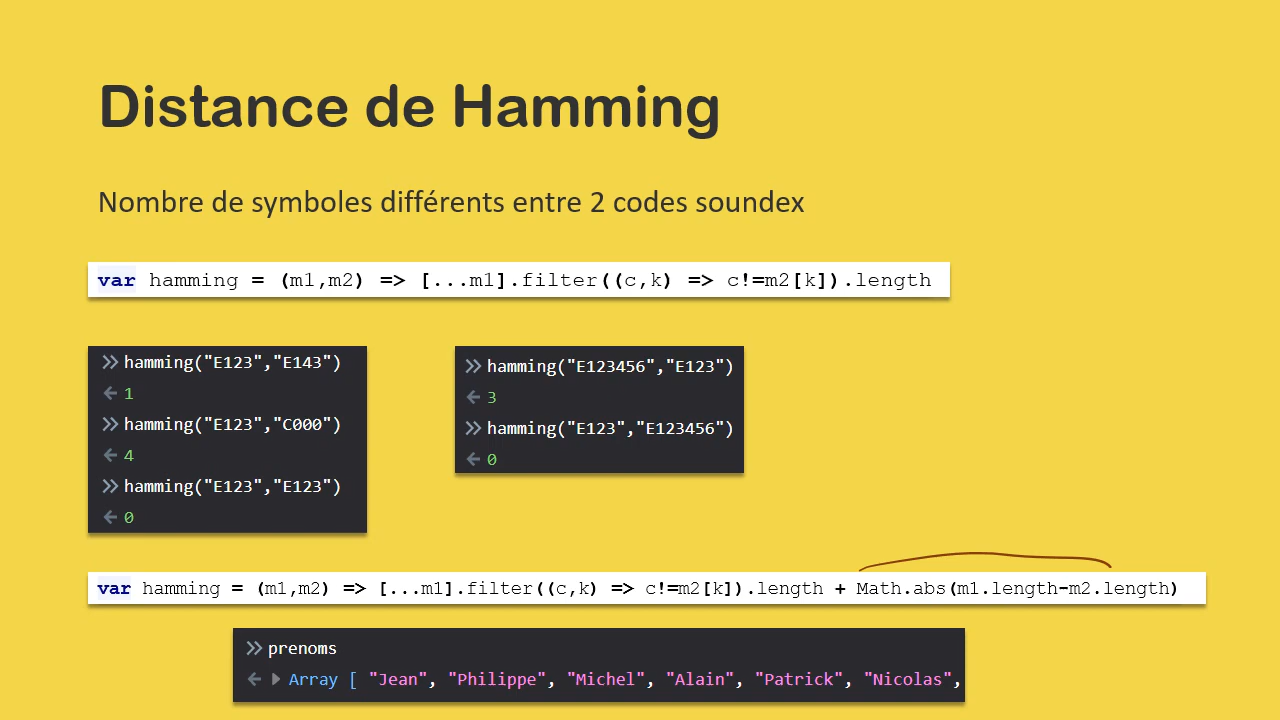 Distance de Hamming
Nombre de symboles différents entre 2 codes soundex
var hamming = (m1,m2) => [...m1].filter((c,k) => c!=m2[k]).length
>> hamming("E123","E143")
← 1
>> hamming("E123","C000")
← 4
>> hamming("E123","E123")
← 0
>> hamming("E123456","E123")
← 3
>> hamming("E123","E123456")
← 0
var hamming = (m1,m2) => [...m1].filter((c,k) => c!=m2[k]).length + Math.abs(m1.length-m2.length)
>> prenoms
← ▶ Array [ "Jean", "Philippe", "Michel", "Alain", "Patrick", "Nicolas",